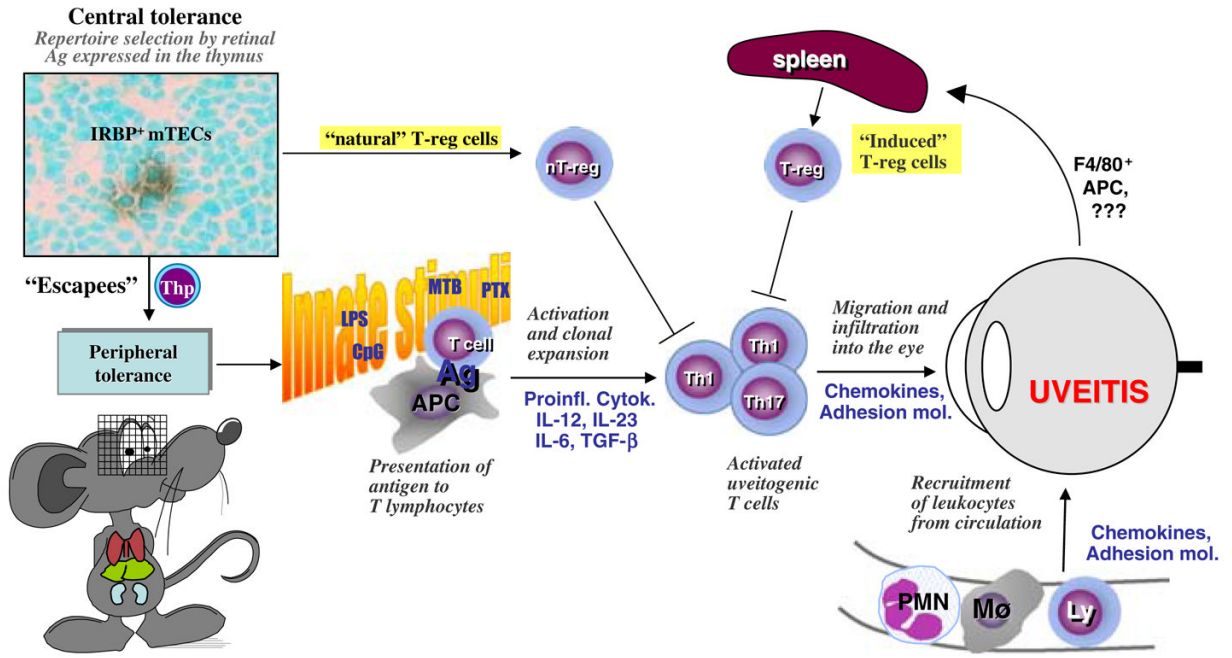 Central tolerance
Repertoire selection by retinal
Ag expressed in the thymus
IRBP+ mTECs
"natural" T-reg cells
nT-reg
spleen
T-reg
"Induced"
T-reg cells
F4/80+
APC,
???
"Escapees"
Thp
Peripheral
tolerance
Innate stimuli
LPS
CpG
MTB
PTX
T cell
Ag
APC
Presentation of
antigen to
T lymphocytes
Activation
and clonal
expansion
Proinfl. Cytok.
IL-12, IL-23
IL-6, TGF-β
Th1
Th1
Th17
Activated
uveitogenic
T cells
Migration and
infiltration
into the eye
Chemokines,
Adhesion mol.
UVEITIS
Recruitment
of leukocytes
from circulation
Chemokines,
Adhesion mol.
PMN
Mø
Ly